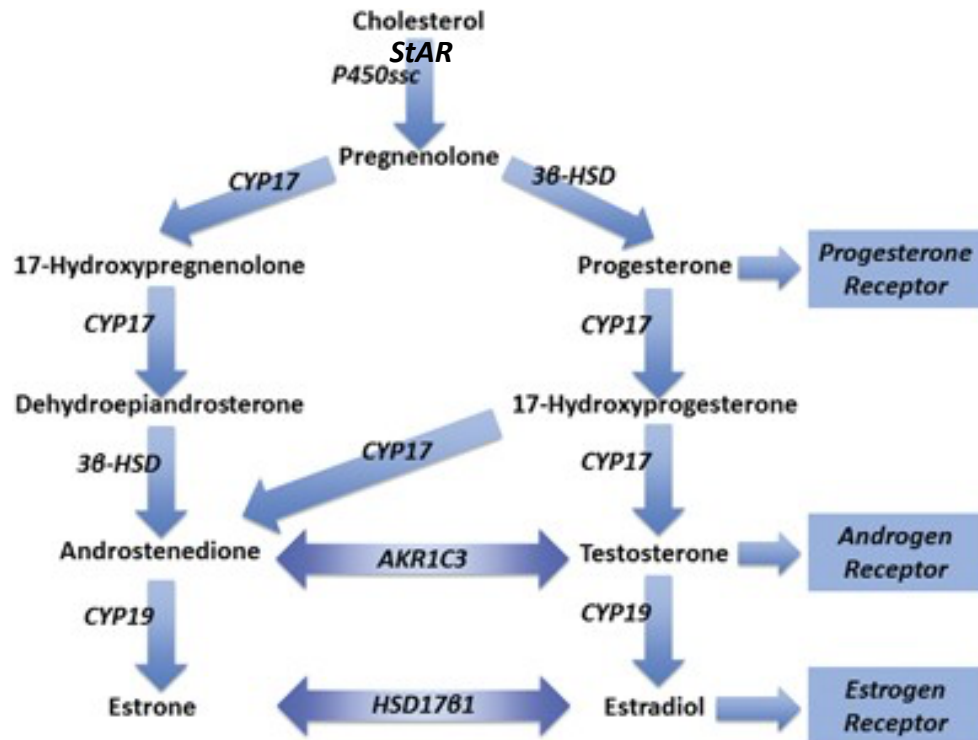 Cholesterol
StAR
P450ssc
Pregnenolone
CYP17
3β-HSD
17-Hydroxypregnenolone
Progesterone
Progesterone
Receptor
CYP17
CYP17
Dehydroepiandrosterone
17-Hydroxyprogesterone
3β-HSD
CYP17
CYP17
Androstenedione
AKR1C3
Testosterone
Androgen
Receptor
CYP19
CYP19
Estrone
HSD17β1
Estradiol
Estrogen
Receptor